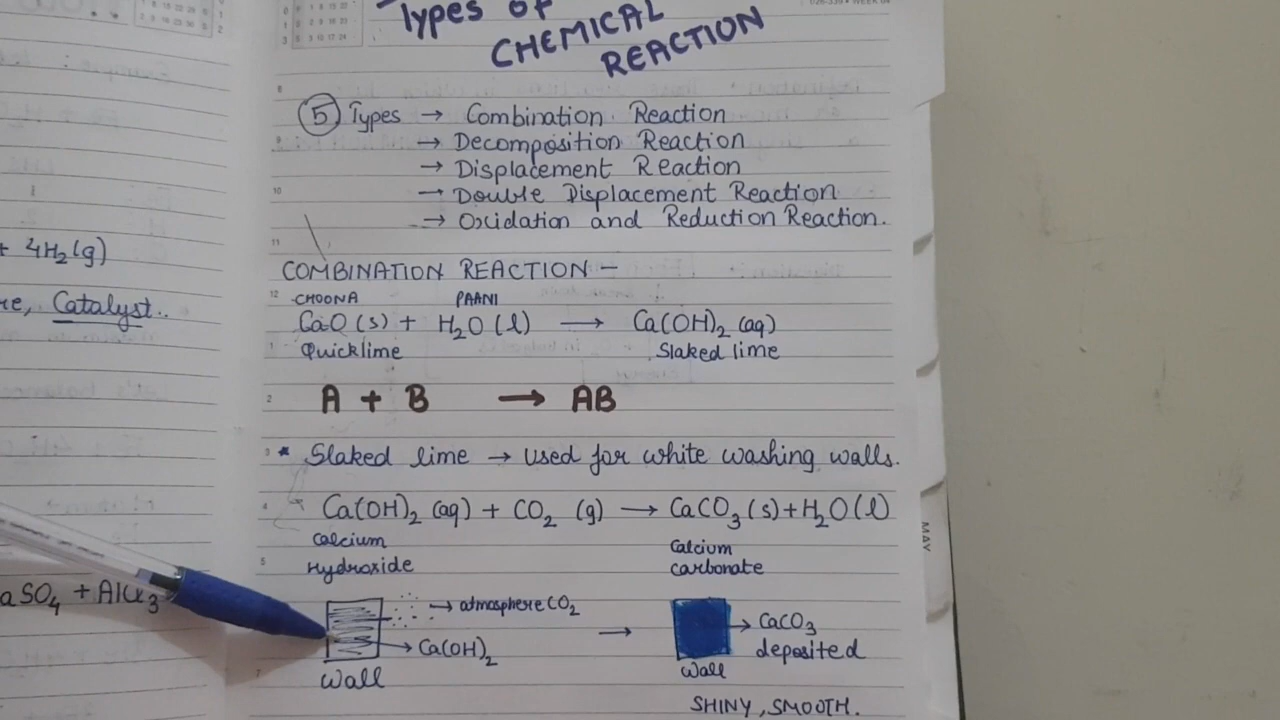 Types of
CHEMICAL
REACTION
5 Types → Combination Reaction
→ Decomposition Reaction
→ Displacement Reaction
→ Double Displacement Reaction
→ Oxidation and Reduction Reaction.
+ 4H₂(g)
Catalyst..
COMBINATION REACTION –
CHOONA PAANI
CaO (s) + H₂O (l) → Ca(OH)₂ (aq)
Quicklime Slaked lime
A + B → AB
* Slaked lime → used for white washing walls.
Ca(OH)₂ (aq) + CO₂ (g) → CaCO₃ (s) + H₂O (l)
Calcium Calcium
Hydroxide carbonate
aSO₄ + AlCl₃
→ atmosphere CO₂
→ Ca(OH)₂
Wall
→
→ CaCO₃
deposited
Wall
SHINY, SMOOTH.
MAY